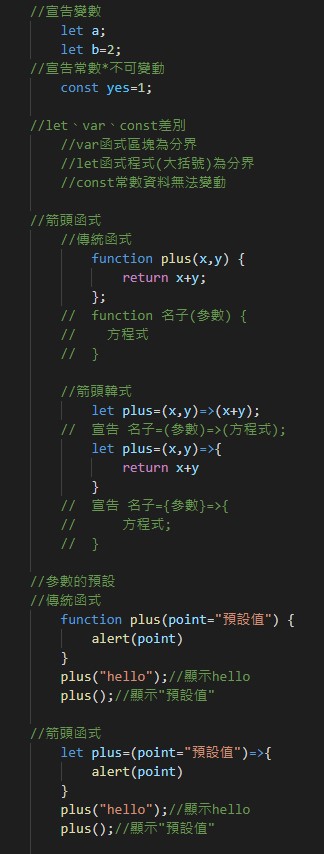 //宣告變數
let a;
let b=2;
//宣告常數*不可變動
const yes=1;
//let、var、const差別
//var函式區塊為分界
//let函式程式(大括號)為分界
//const常數資料無法變動
//箭頭函式
//傳統函式
function plus(x,y) {
return x+y;
};
//  function 名子(參數) {
//    方程式
//  }
//箭頭韓式
let plus=(x,y)=>(x+y);
//  宣告 名子=(參數)=>(方程式);
let plus=(x,y)=>{
return x+y
}
//  宣告 名子={參數}=>{
//      方程式;
//  }
//參數的預設
//傳統函式
function plus(point="預設值") {
alert(point)
}
plus("hello");//顯示hello
plus();//顯示"預設值"
//箭頭函式
let plus=(point="預設值")=>{
alert(point)
}
plus("hello");//顯示hello
plus();//顯示"預設值"